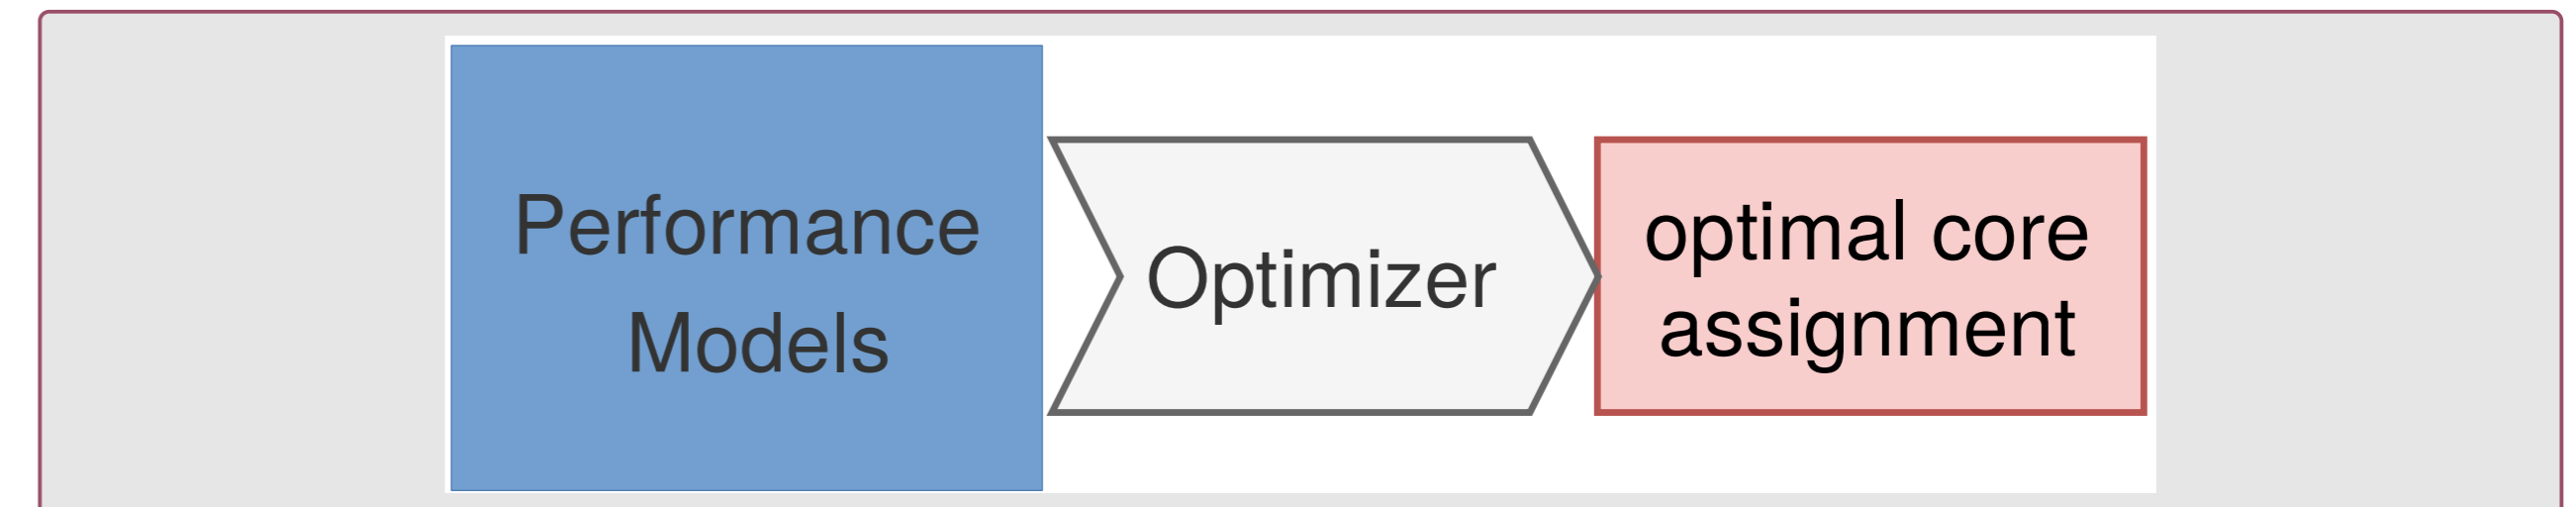 Performance
Models
Optimizer
optimal core
assignment